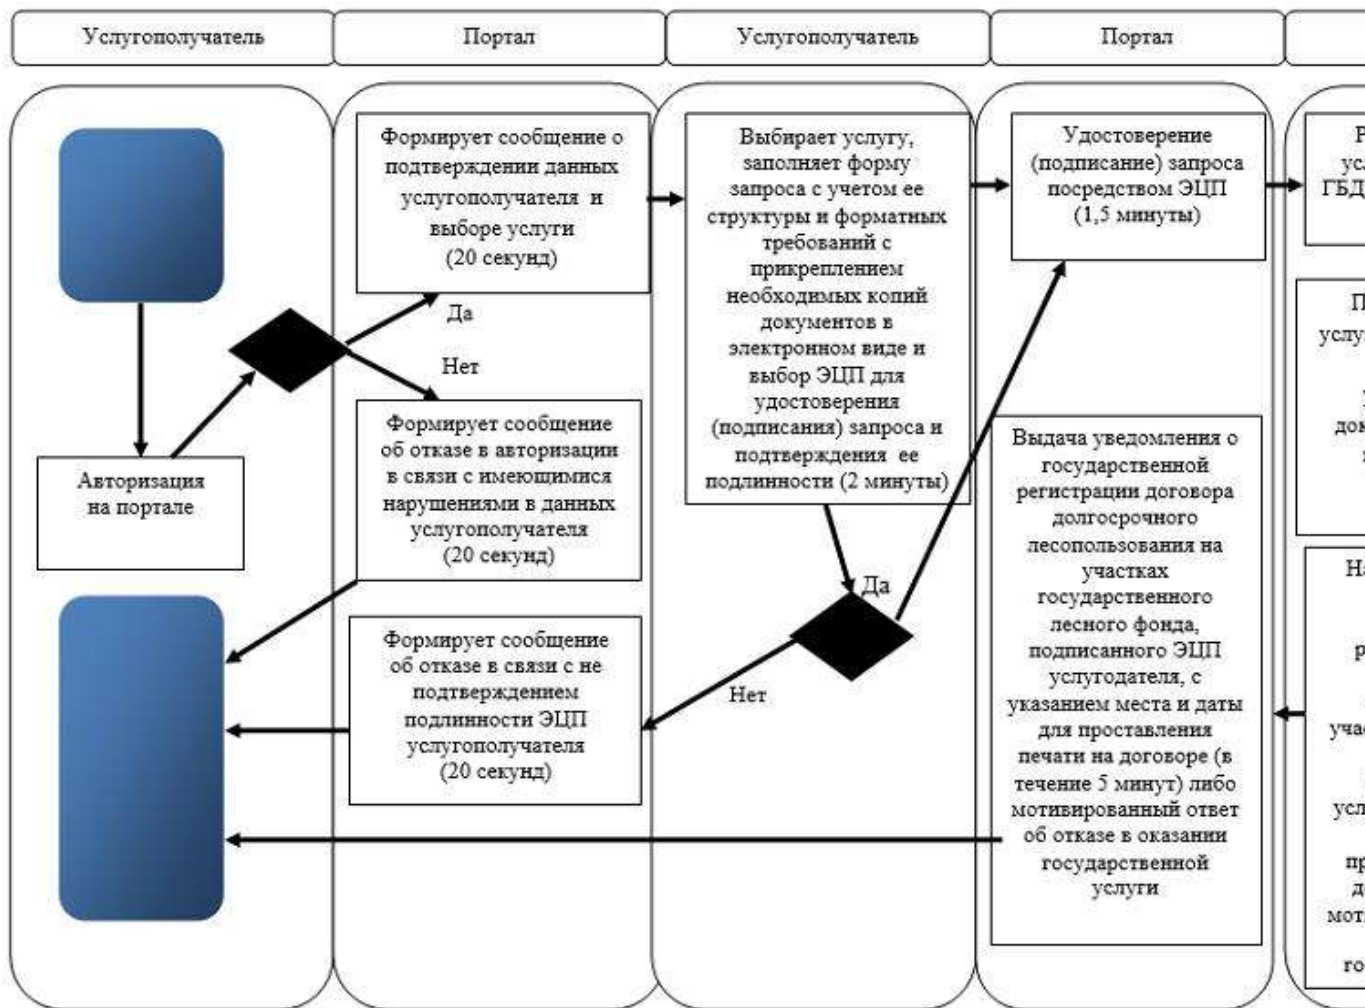 Услугополучатель
Портал
Услугополучатель
Портал
Авторизация
на портале
Формирует сообщение о
подтверждении данных
услугополучателя и
выборе услуги
(20 секунд)
Да
Нет
Формирует сообщение
об отказе в авторизации
в связи с имеющимися
нарушениями в данных
услугополучателя
(20 секунд)
Формирует сообщение
об отказе в связи с не
подтверждением
подлинности ЭЦП
услугополучателя
(20 секунд)
Выбирает услугу,
заполняет форму
запроса с учетом ее
структуры и форматных
требований с
прикреплением
необходимых копий
документов в
электронном виде и
выбор ЭЦП для
удостоверения
(подписания) запроса и
подтверждения ее
подлинности (2 минуты)
Да
Нет
Удостоверение
(подписание) запроса
посредством ЭЦП
(1,5 минуты)
Выдача уведомления о
государственной
регистрации договора
долгосрочного
лесопользования на
участках
государственного
лесного фонда,
подписанного ЭЦП
услугодателя, с
указанием места и даты
для проставления
печати на договоре (в
течение 5 минут) либо
мотивированный ответ
об отказе в оказании
государственной
услуги
ГБД